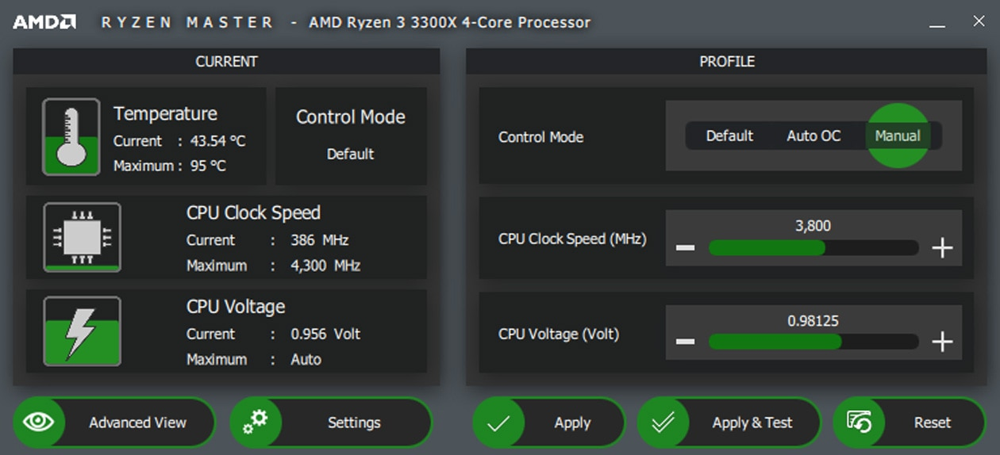 AMD RYZEN MASTER - AMD Ryzen 3 3300X 4-Core Processor
CURRENT
Temperature
Current : 43.54 °C
Maximum : 95 °C
Control Mode
Default
CPU Clock Speed
Current : 386 MHz
Maximum : 4,300 MHz
CPU Voltage
Current : 0.956 Volt
Maximum : Auto
PROFILE
Control Mode
Default Auto OC Manual
CPU Clock Speed (MHz)
3,800
CPU Voltage (Volt)
0.98125
Advanced View
Settings
Apply
Apply & Test
Reset